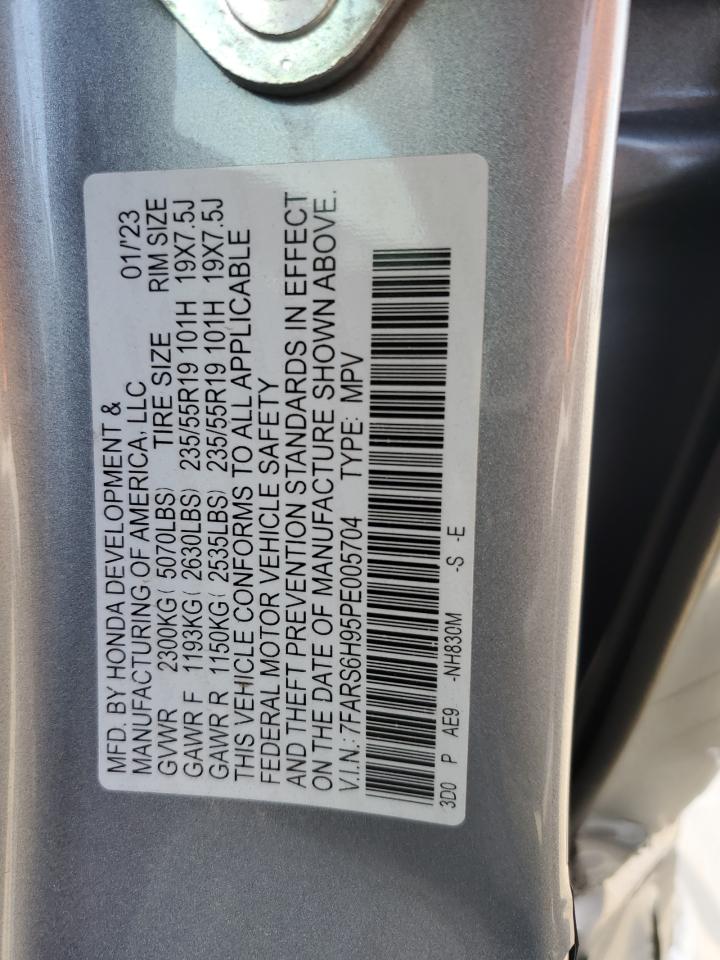 MFD. BY HONDA DEVELOPMENT &
MANUFACTURING OF AMERICA, LLC 01/'23
GVWR 2300KG( 5070LBS) TIRE SIZE RIM SIZE
GAWR F 1193KG( 2630LBS) 235/55R19 101H 19X7.5J
GAWR R 1150KG( 2535LBS) 235/55R19 101H 19X7.5J
THIS VEHICLE CONFORMS TO ALL APPLICABLE
FEDERAL MOTOR VEHICLE SAFETY
AND THEFT PREVENTION STANDARDS IN EFFECT
ON THE DATE OF MANUFACTURE SHOWN ABOVE.
V.I.N.: 7FARS6H95PE005704 TYPE: MPV
3D0 P AE9 -NH830M -S -E